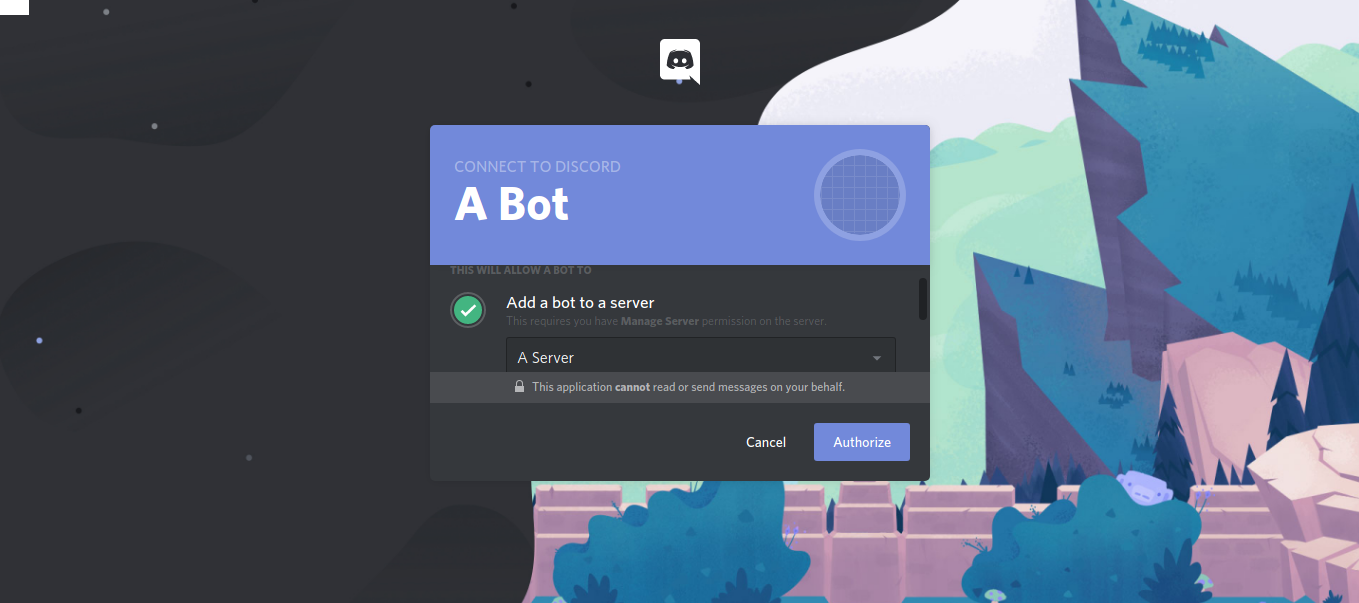 CONNECT TO DISCORD
A Bot
THIS WILL ALLOW A BOT TO
Add a bot to a server
This requires you have Manage Server permission on the server.
A Server
This application cannot read or send messages on your behalf.
Cancel
Authorize